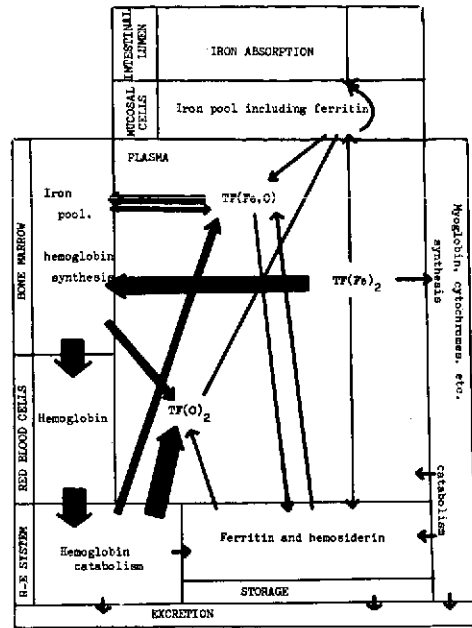 INTESTINAL
LUMEN
IRON ABSORPTION
MUCOSAL
CELLS
Iron pool including ferritin
PLASMA
BONE MARROW
Iron
pool.
TF(Fe,O)
hemoglobin
synthesis
TF(Fe)2
Myoglobin, cytochromes, etc.
synthesis
RED BLOOD CELLS
Hemoglobin
TF(O)2
catabolism
R-E SYSTEM
Hemoglobin
catabolism
Ferritin and hemosiderin
STORAGE
EXCRETION